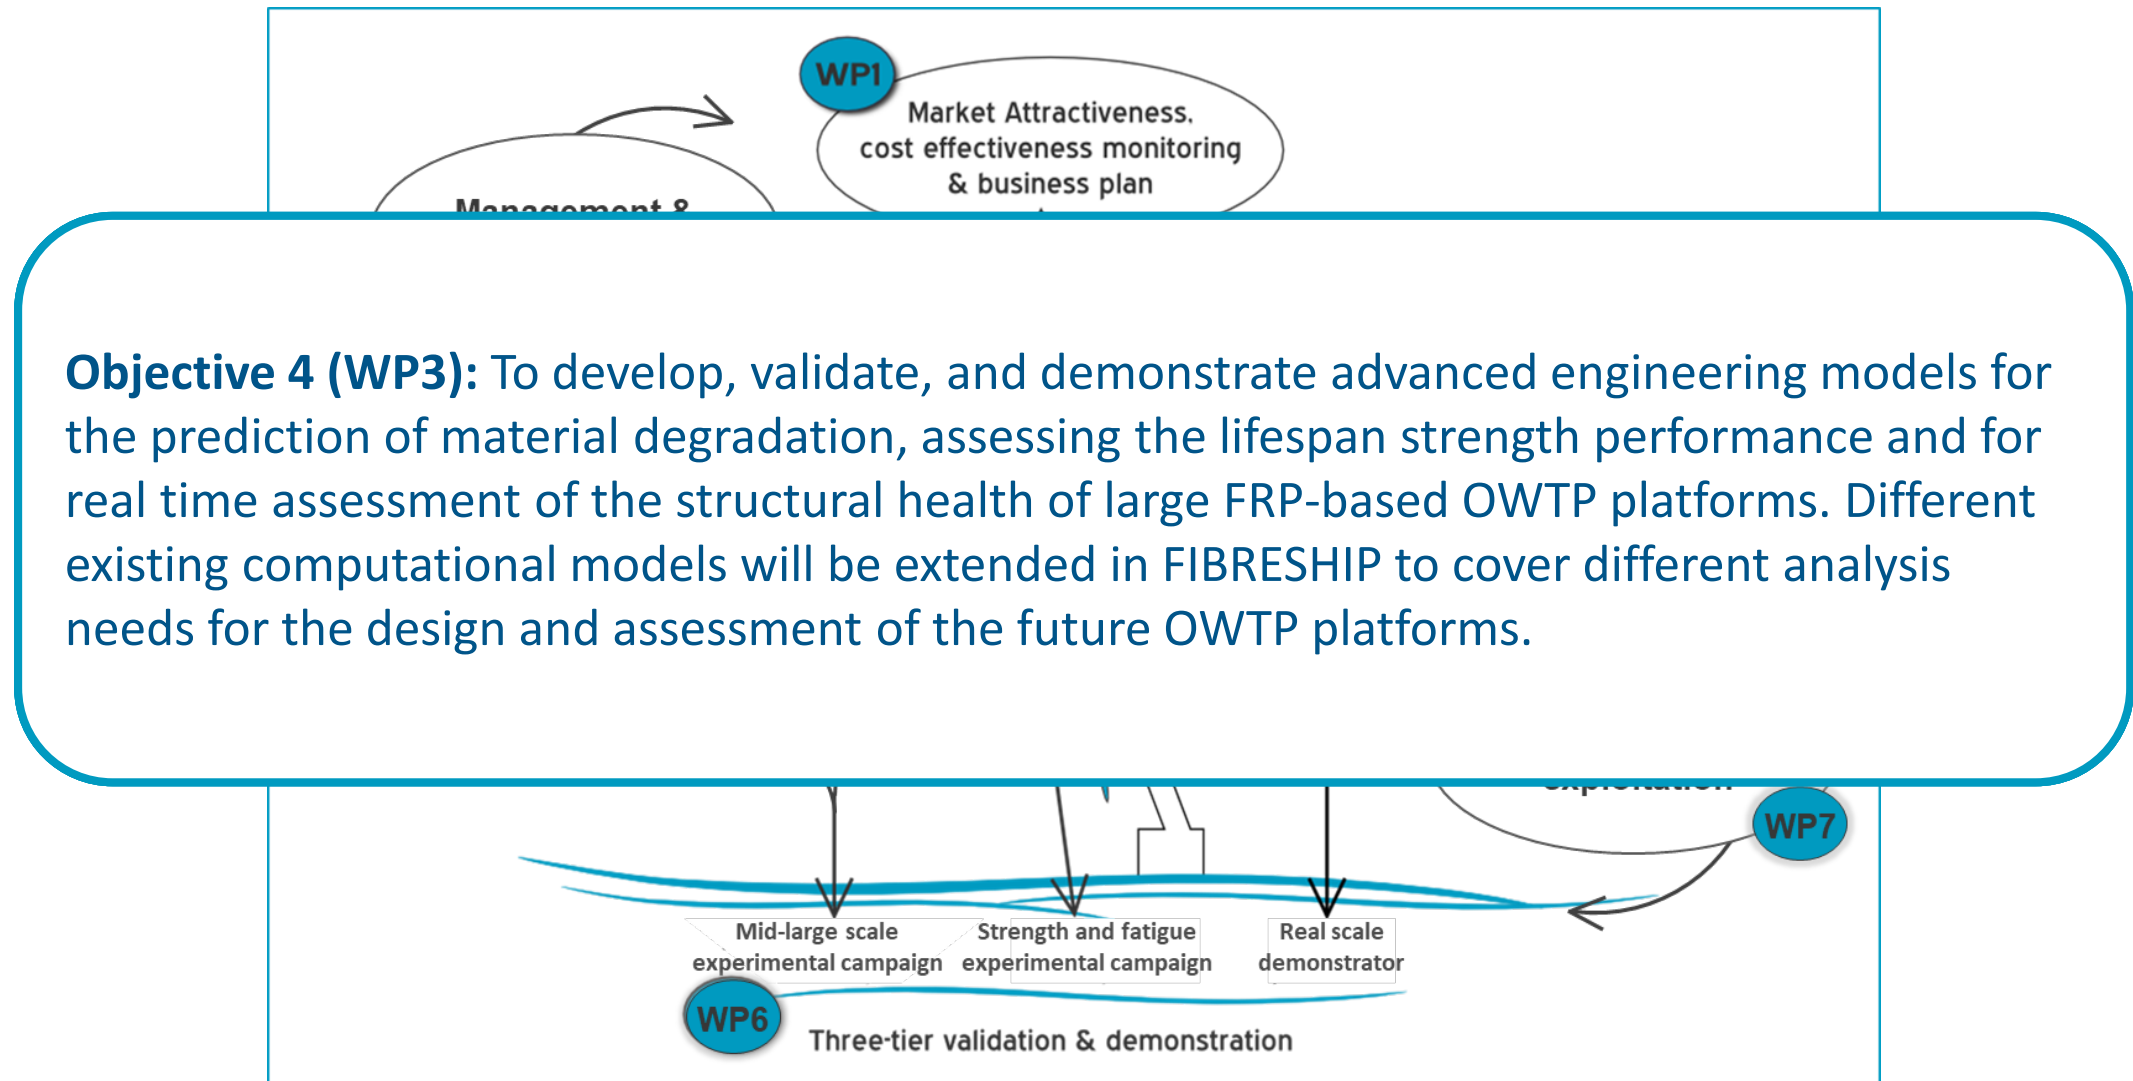 WP1
Market Attractiveness.
cost effectiveness monitoring
& business plan
Management &
Objective 4 (WP3): To develop, validate, and demonstrate advanced engineering models for
the prediction of material degradation, assessing the lifespan strength performance and for
real time assessment of the structural health of large FRP-based OWTP platforms. Different
existing computational models will be extended in FIBRESHIP to cover different analysis
needs for the design and assessment of the future OWTP platforms.
exploitation
WP7
Mid-large scale
experimental campaign
Strength and fatigue
experimental campaign
Real scale
demonstrator
WP6
Three-tier validation & demonstration